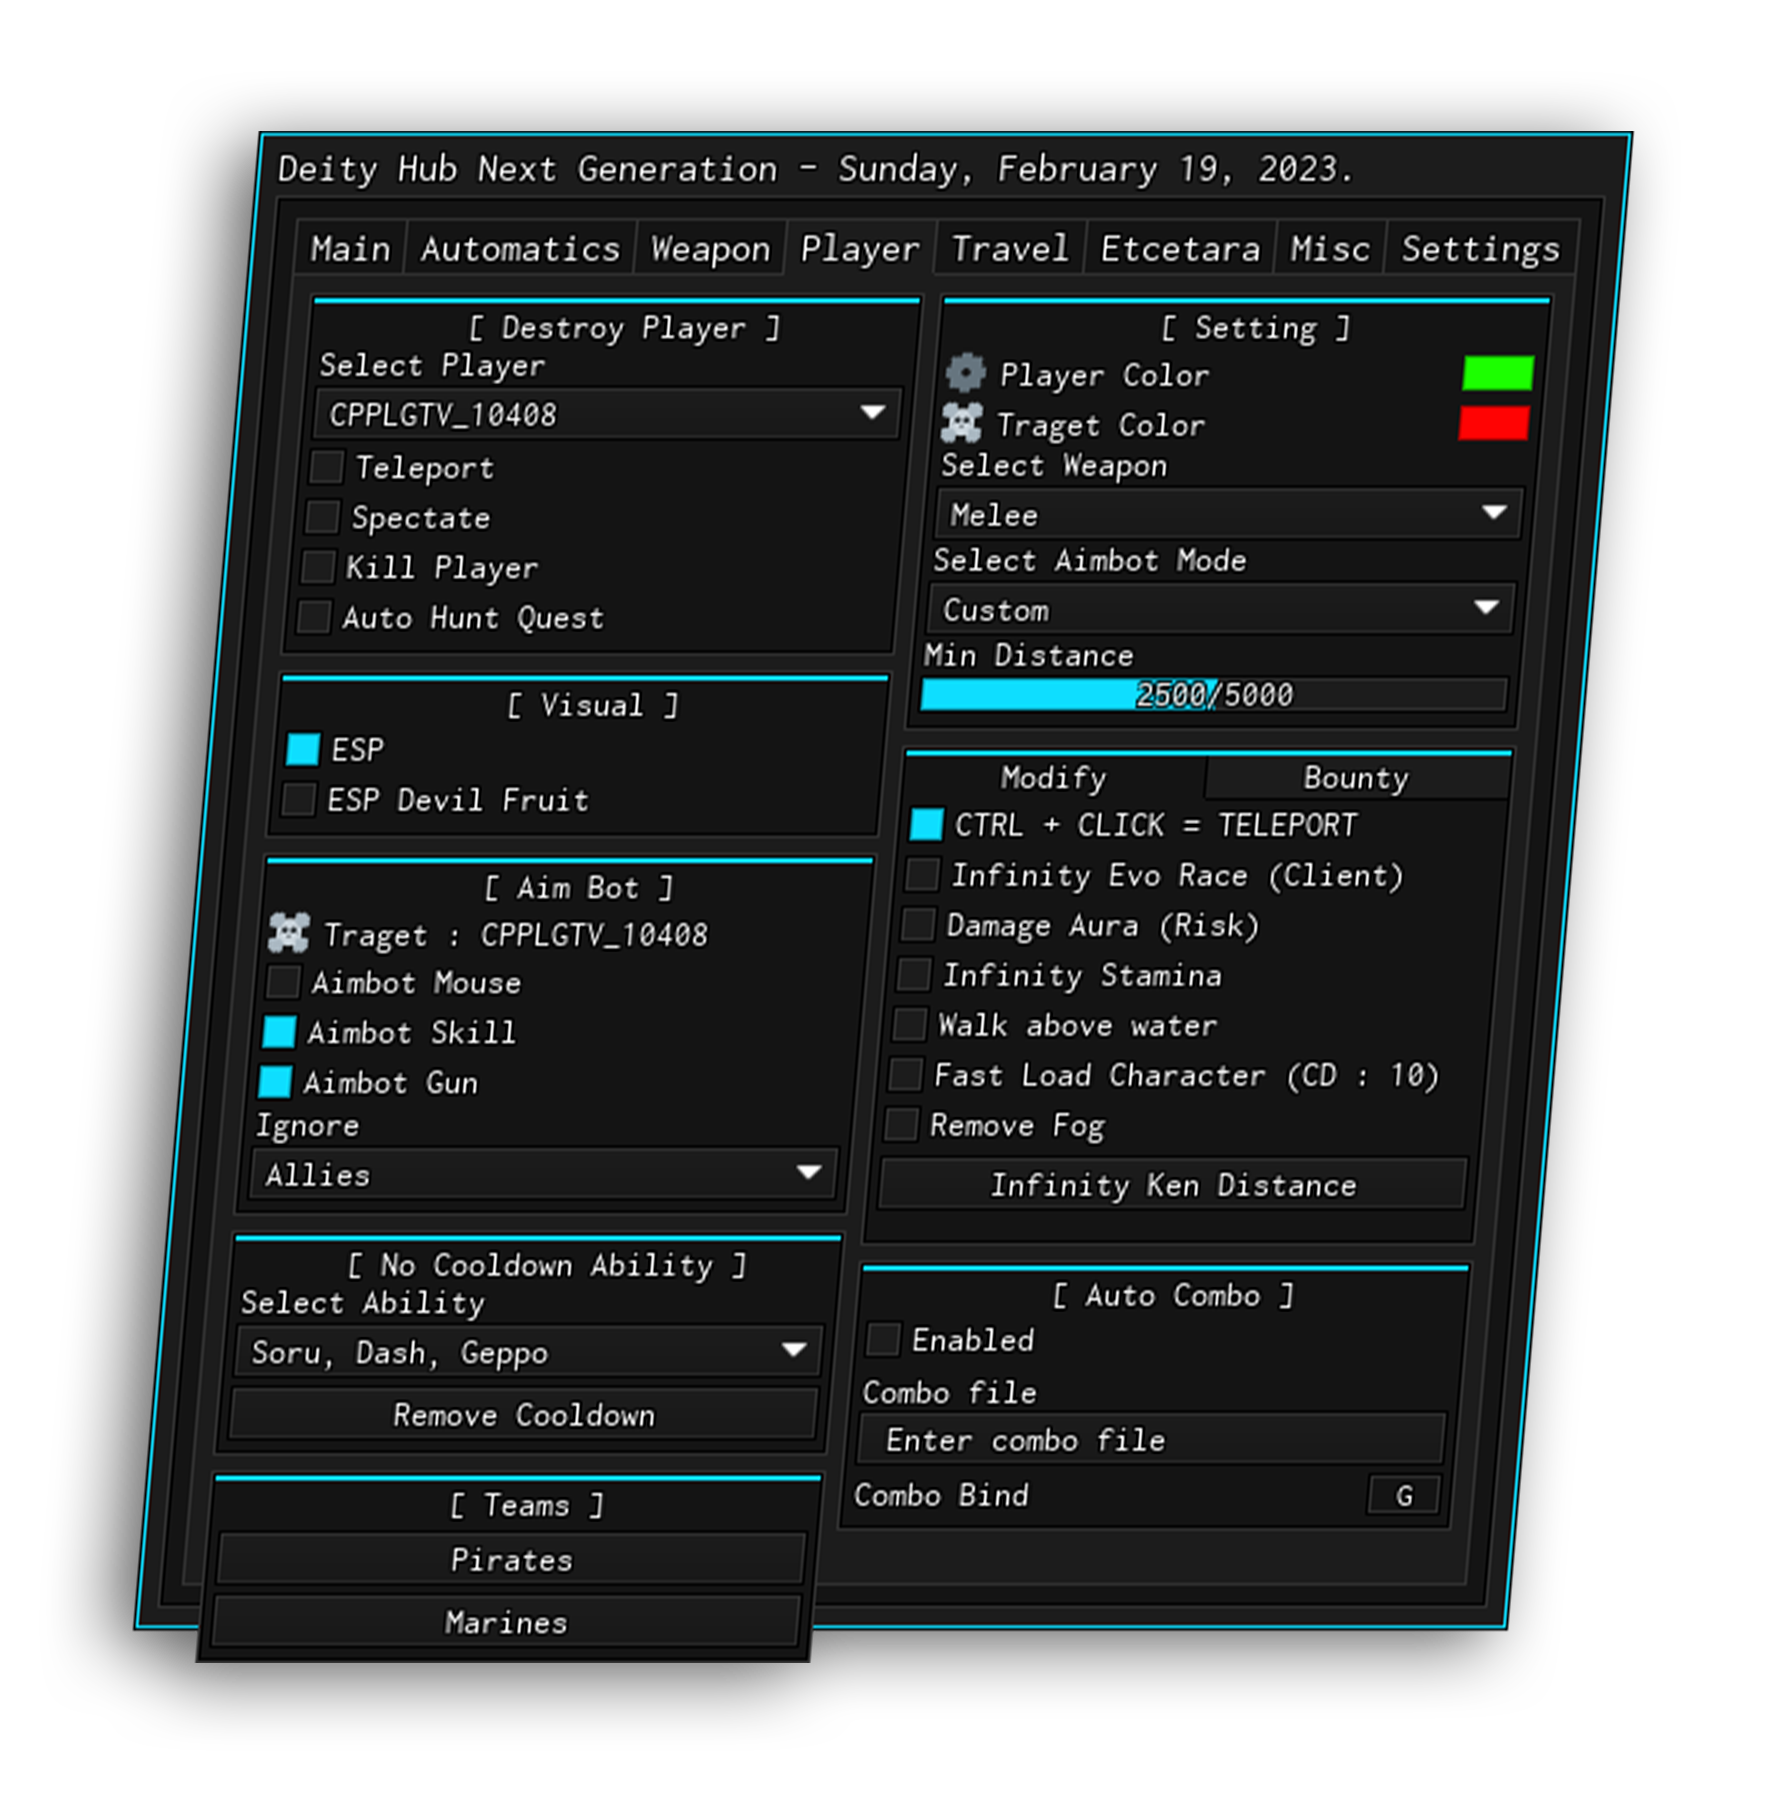 Deity Hub Next Generation - Sunday, February 19, 2023.
Main Automatics Weapon Player Travel Etcetara Misc Settings
[ Destroy Player ]
Select Player
CPPLGTV_10408
Teleport
Spectate
Kill Player
Auto Hunt Quest
[ Visual ]
ESP
ESP Devil Fruit
[ Aim Bot ]
Traget : CPPLGTV_10408
Aimbot Mouse
Aimbot Skill
Aimbot Gun
Ignore
Allies
[ No Cooldown Ability ]
Select Ability
Soru, Dash, Geppo
Remove Cooldown
[ Teams ]
Pirates
Marines
[ Setting ]
Player Color
Traget Color
Select Weapon
Melee
Select Aimbot Mode
Custom
Min Distance
2500/5000
Modify Bounty
CTRL + CLICK = TELEPORT
Infinity Evo Race (Client)
Damage Aura (Risk)
Infinity Stamina
Walk above water
Fast Load Character (CD : 10)
Remove Fog
Infinity Ken Distance
[ Auto Combo ]
Enabled
Combo file
Enter combo file
Combo Bind G